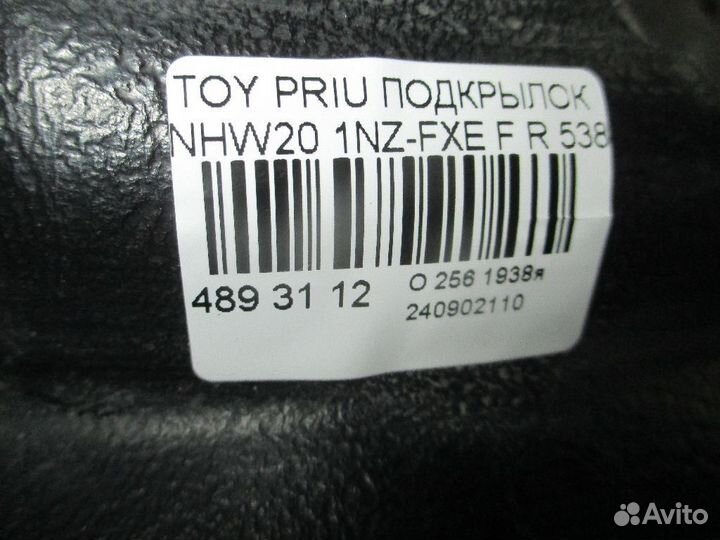 TOY PRIU ПОДКРЫЛОК
NHW20 1NZ-FXE F R 538
489 31 12
О 256 1938я
240902110
Avito